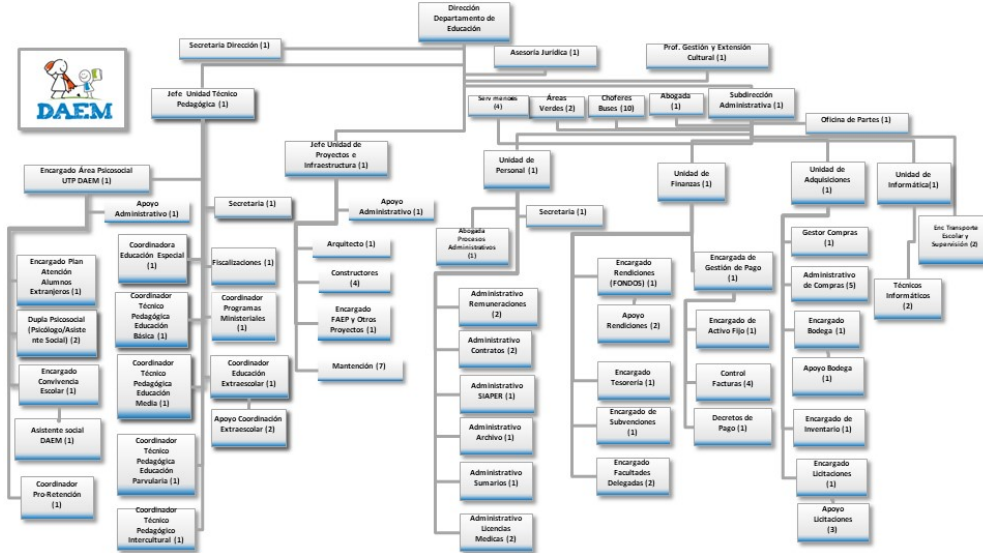 Dirección
Departamento de
Educación
Secretaria Dirección (1)
Asesoría Jurídica (1)
Prof. Gestión y Extensión
Cultural (1)
DAEM
Jefe Unidad Técnico
Pedagógica (1)
Serv menores
(4)
Áreas
Verdes (2)
Choferes
Buses (10)
Abogada
(1)
Subdirección
Administrativa (1)
Oficina de Partes (1)
Jefe Unidad de
Proyectos e
Infraestructura (1)
Unidad de
Personal (1)
Unidad de
Finanzas (1)
Unidad de
Adquisiciones
(1)
Unidad de
Informática(1)
Encargado Área Psicosocial
UTP DAEM (1)
Apoyo
Administrativo (1)
Secretaria (1)
Apoyo
Administrativo (1)
Abogada
Procesos
Administrativos
(1)
Secretaria (1)
Gestor Compras
(1)
Enc Transporte
Escolar y
Supervisión (2)
Coordinadora
Educación Especial
(1)
Fiscalizaciones (1)
Arquitecto (1)
Encargado Plan
Atención
Alumnos
Extranjeros (1)
Constructores
(4)
Encargado
Rendiciones
(FONDOS) (1)
Encargada de
Gestión de Pago
(1)
Administrativo
de Compras (5)
Técnicos
Informáticos
(2)
Coordinador
Técnico
Pedagógica
Educación
Básica (1)
Coordinador
Programas
Ministeriales
(1)
Encargado
FAEP y Otros
Proyectos (1)
Administrativo
Remuneraciones
(2)
Apoyo
Rendiciones (2)
Encargado
de Activo Fijo (1)
Encargado
Bodega (1)
Dupla Psicosocial
(Psicólogo/Asiste
nte Social) (2)
Administrativo
Contratos (2)
Encargado
Convivencia
Escolar (1)
Coordinador
Técnico
Pedagógica
Educación
Media (1)
Coordinador
Educación
Extraescolar (1)
Mantención (7)
Administrativo
SIAPER (1)
Encargado
Tesorería (1)
Control
Facturas (4)
Apoyo Bodega
(1)
Asistente social
DAEM (1)
Apoyo Coordinación
Extraescolar (2)
Administrativo
Archivo (1)
Encargado de
Subvenciones
(1)
Decretos de
Pago (1)
Encargado de
Inventario (1)
Coordinador
Técnico
Pedagógica
Educación
Parvularia (1)
Coordinador
Pro-Retención
(1)
Administrativo
Sumarios (1)
Encargado
Facultades
Delegadas (2)
Encargado
Licitaciones
(1)
Coordinador
Técnico
Pedagógico
Intercultural (1)
Administrativo
Licencias
Medicas (2)
Apoyo
Licitaciones
(3)